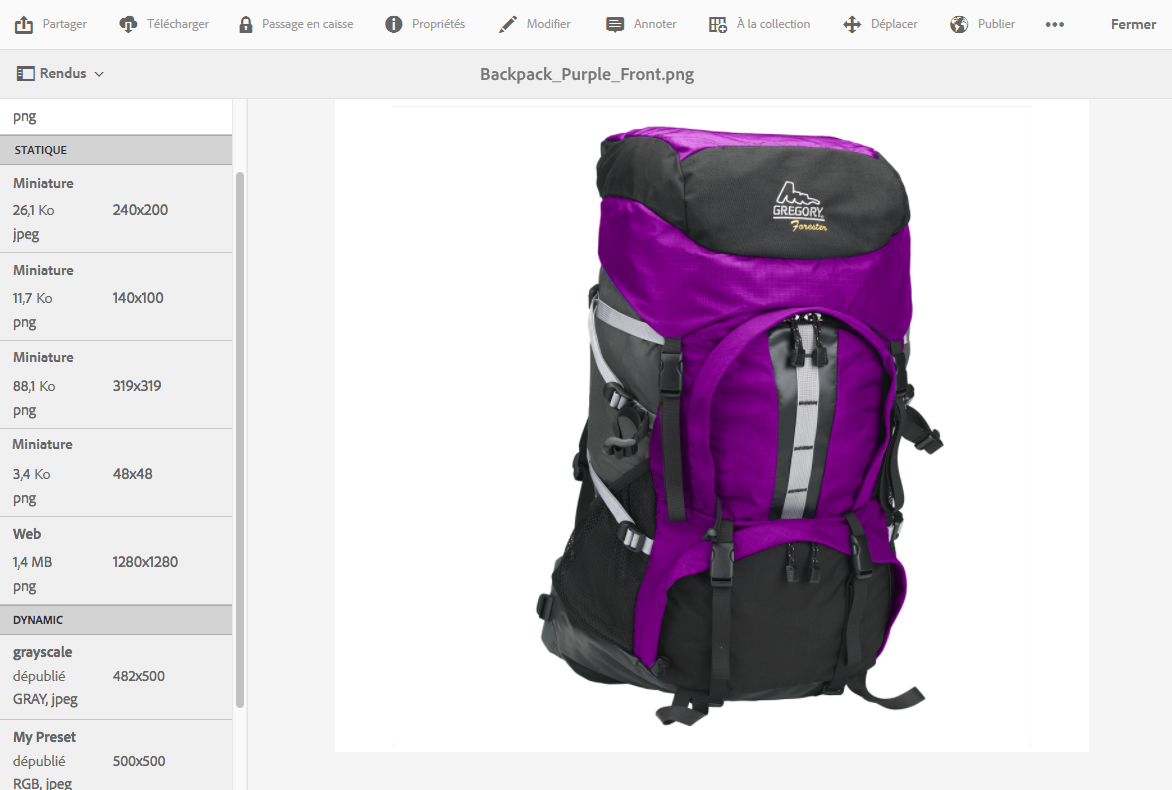 Partager Télécharger Passage en caisse Propriétés Modifier Annoter À la collection Déplacer Publier ••• Fermer
Rendus Backpack_Purple_Front.png
png
STATIQUE
Miniature
26,1 Ko 240x200
jpeg
Miniature
11,7 Ko 140x100
png
Miniature
88,1 Ko 319x319
png
Miniature
3,4 Ko 48x48
png
Web
1,4 MB 1280x1280
png
DYNAMIC
grayscale
dépublié 482x500
GRAY, jpeg
My Preset
dépublié 500x500
RGB, jpeg
GREGORY
Forester